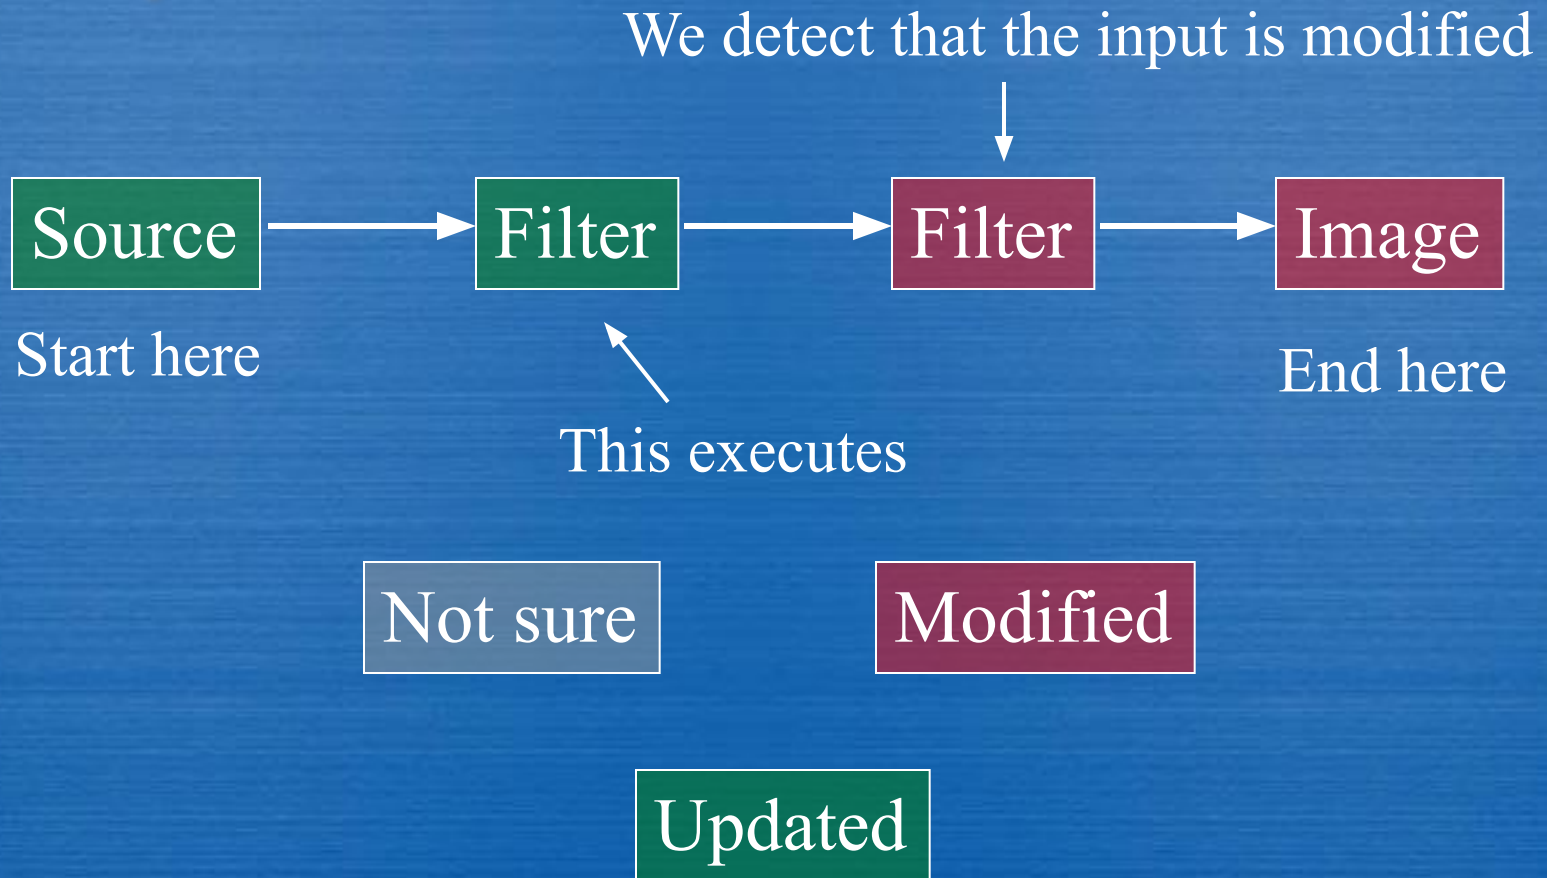 We detect that the input is modified
Source
Filter
Filter
Image
Start here
End here
This executes
Not sure
Modified
Updated